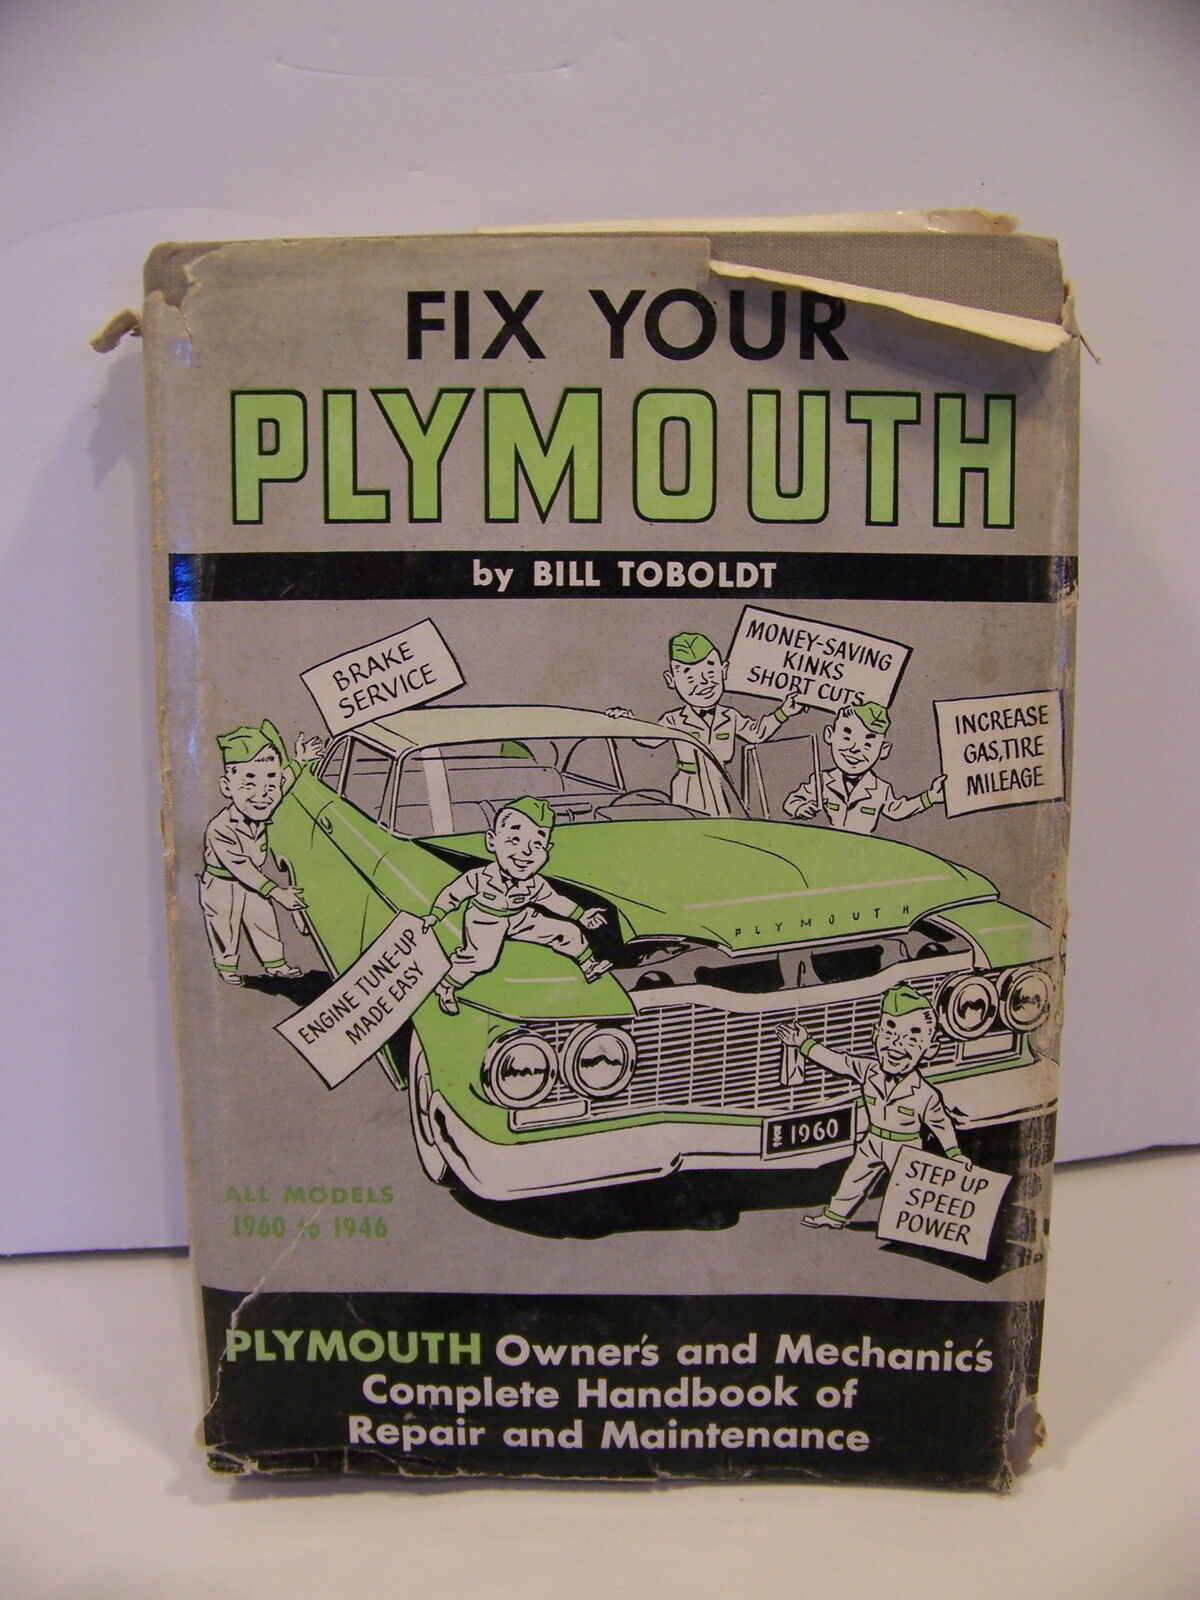 FIX YOUR
PLYMOUTH
by BILL TOBOLDT
BRAKE
SERVICE
MONEY-SAVING
KINKS
SHORT CUTS
INCREASE
GAS, TIRE
MILEAGE
ENGINE TUNE-UP
MADE EASY
PLYMOUTH
1960
STEP UP
SPEED
POWER
ALL MODELS
1960 to 1946
PLYMOUTH Owner's and Mechanic's
Complete Handbook of
Repair and Maintenance